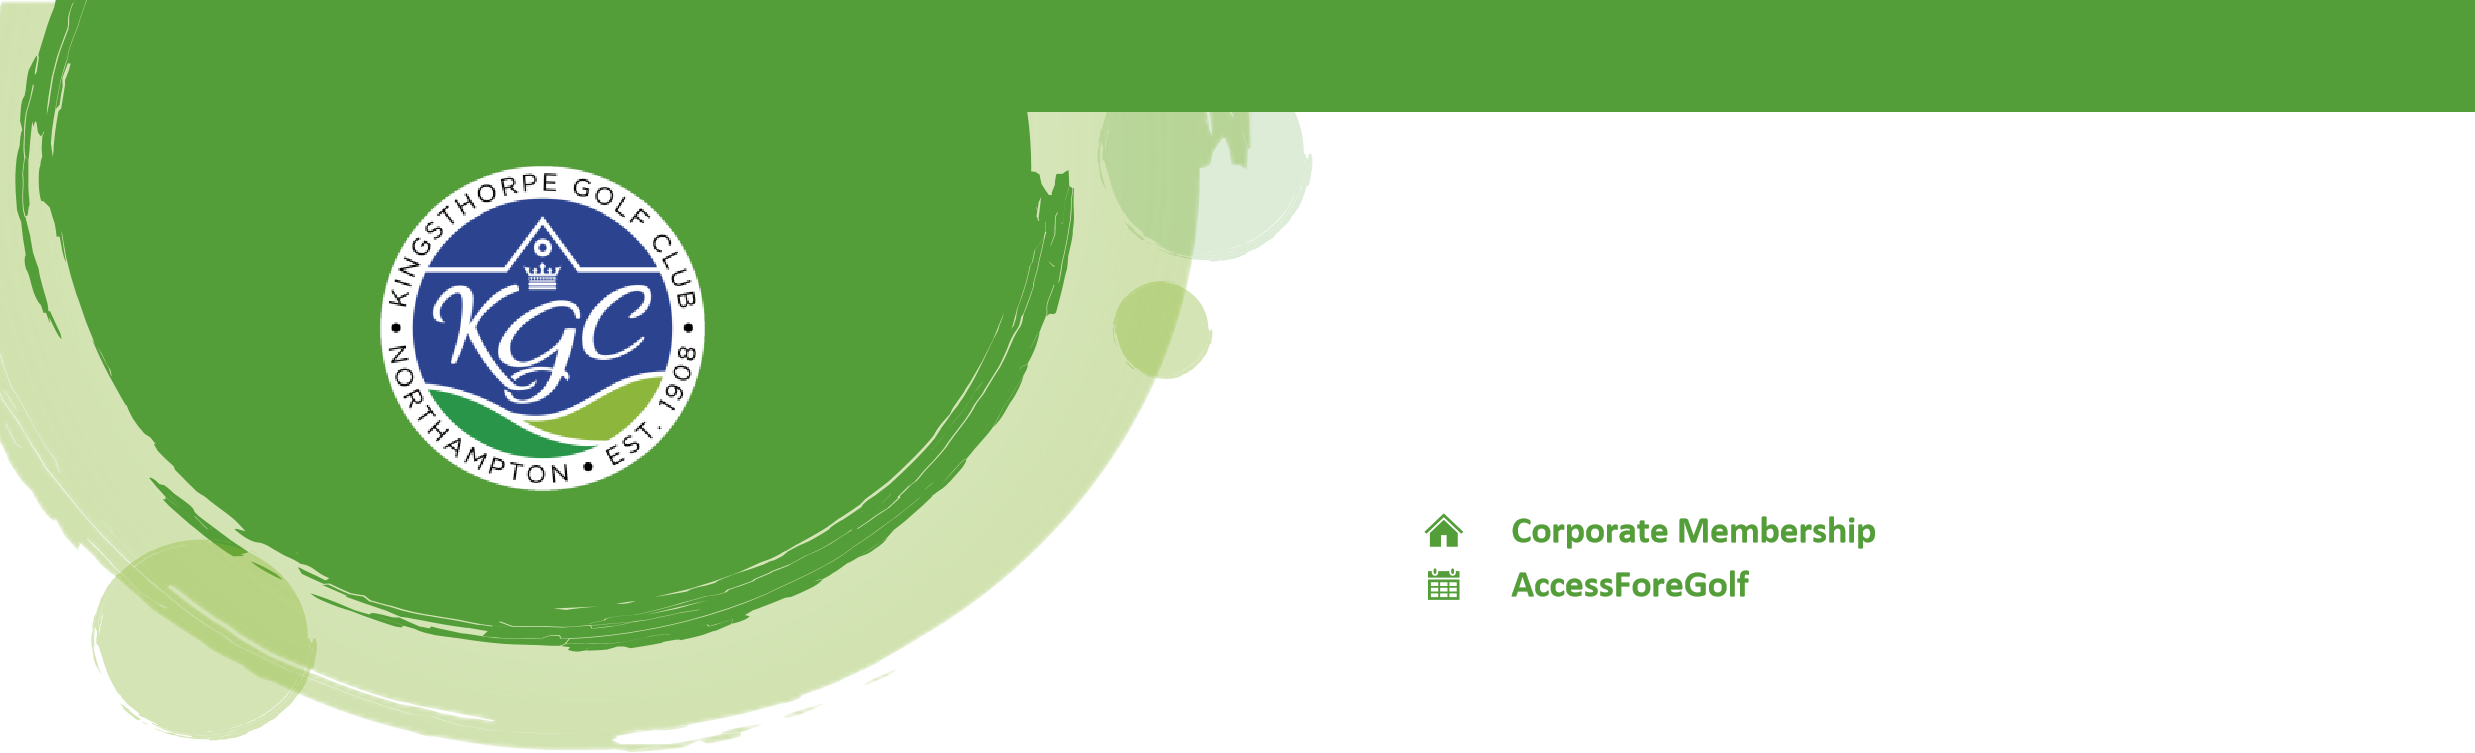 KINGSTHORPE GOLF CLUB
KGC
• NORTHAMPTON • EST. 1908 •
Corporate Membership
AccessForeGolf